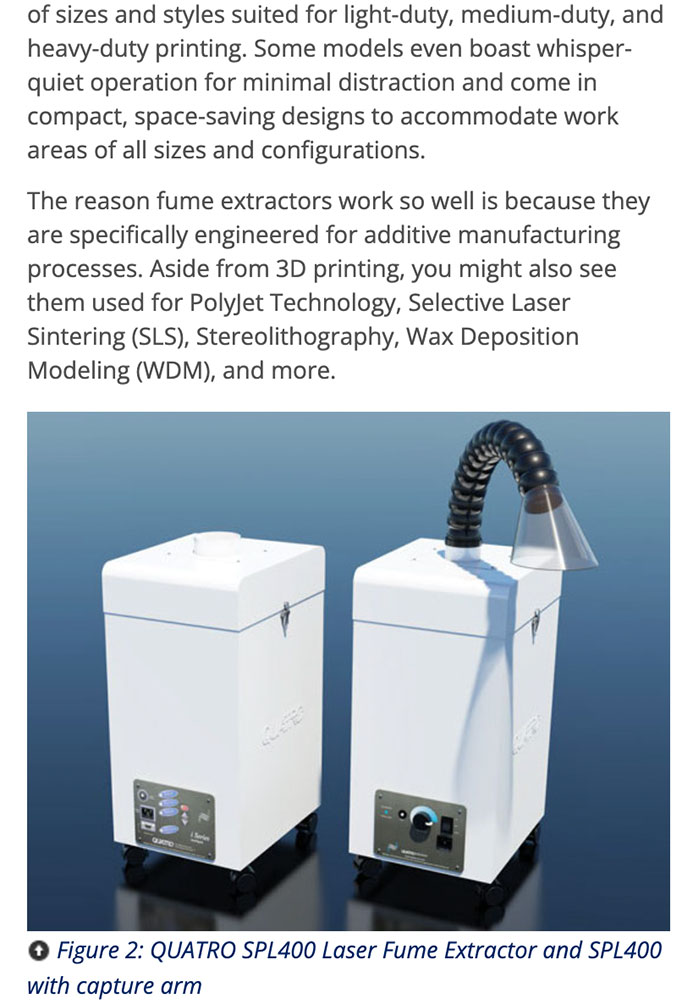 of sizes and styles suited for light-duty, medium-duty, and
heavy-duty printing. Some models even boast whisper-
quiet operation for minimal distraction and come in
compact, space-saving designs to accommodate work
areas of all sizes and configurations.
The reason fume extractors work so well is because they
are specifically engineered for additive manufacturing
processes. Aside from 3D printing, you might also see
them used for PolyJet Technology, Selective Laser
Sintering (SLS), Stereolithography, Wax Deposition
Modeling (WDM), and more.
QUATRO
QUATRO
i Series
QUATRO
Figure 2: QUATRO SPL400 Laser Fume Extractor and SPL400
with capture arm